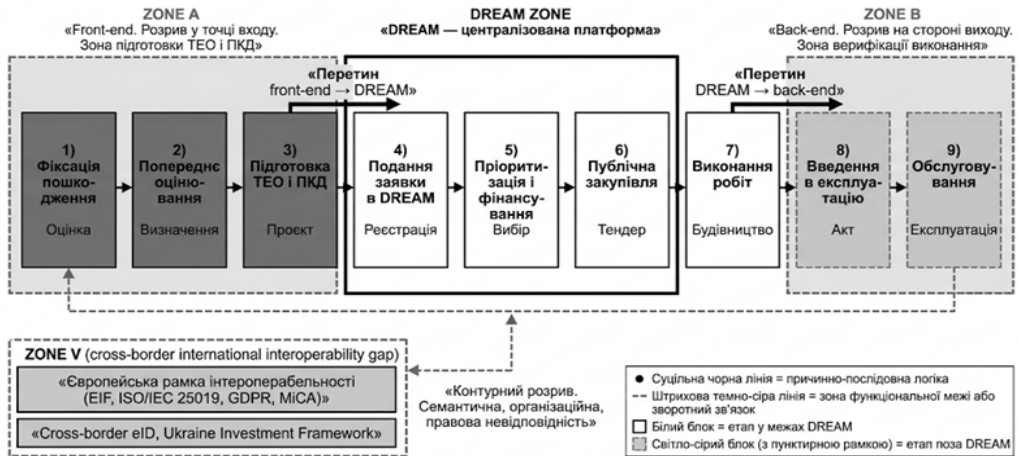 ZONE A
«Front-end. Розрив у точці входу.
Зона підготовки ТЕО і ПКД»
DREAM ZONE
«DREAM — централізована платформа»
ZONE B
«Back-end. Розрив на стороні виходу.
Зона верифікації виконання»
«Перетин
front-end → DREAM»
«Перетин
DREAM → back-end»
1)
Фіксація
пошко-
дження
Оцінка
2)
Попереднє
оціню-
вання
Визначення
3)
Підготовка
ТЕО і ПКД
Проєкт
4)
Подання
заявки
в DREAM
Реєстрація
5)
Пріорити-
зація і
фінансу-
вання
Вибір
6)
Публічна
закупівля
Тендер
7)
Виконання
робіт
Будівництво
8)
Введення
в експлуа-
тацію
Акт
9)
Обслугову-
вання
Експлуатація
ZONE V (cross-border international interoperability gap)
«Європейська рамка інтероперабельності
(EIF, ISO/IEC 25019, GDPR, MiCA)»
«Cross-border eID, Ukraine Investment Framework»
«Контурний розрив.
Семантична, організаційна,
правова невідповідність»
Суцільна чорна лінія = причинно-послідовна логіка
Штрихова темно-сіра лінія = зона функціональної межі або
зворотний зв'язок
Білий блок = етап у межах DREAM
Світло-сірий блок (з пунктирною рамкою) = етап поза DREAM